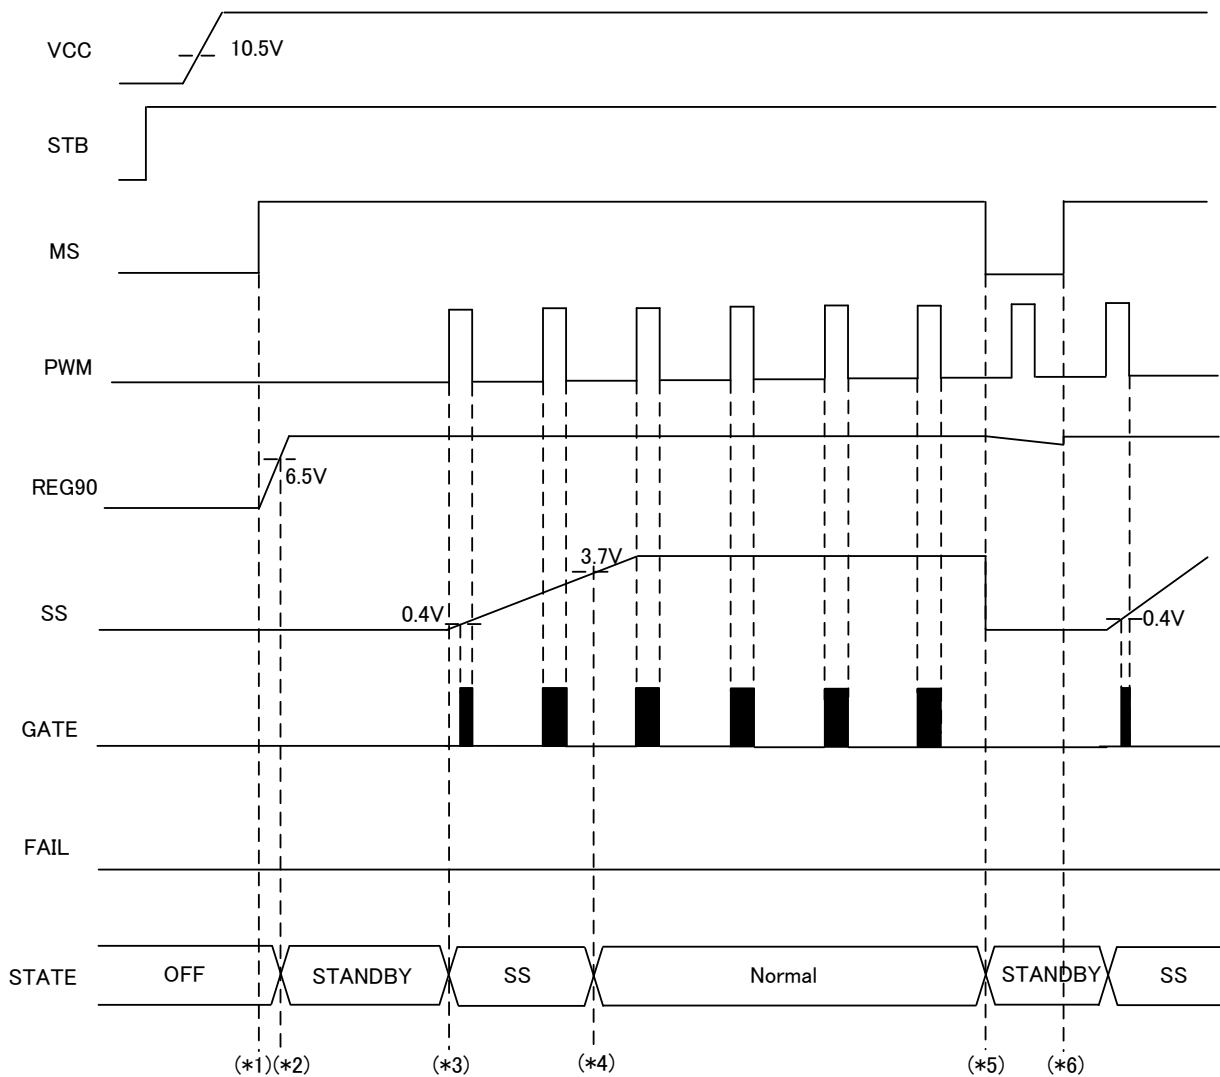 VCC
10.5V
STB
MS
PWM
REG90
6.5V
SS
0.4V
3.7V
0.4V
GATE
FAIL
STATE
OFF
STANDBY
SS
Normal
STANDBY
SS
(*1)
(*2)
(*3)
(*4)
(*5)
(*6)